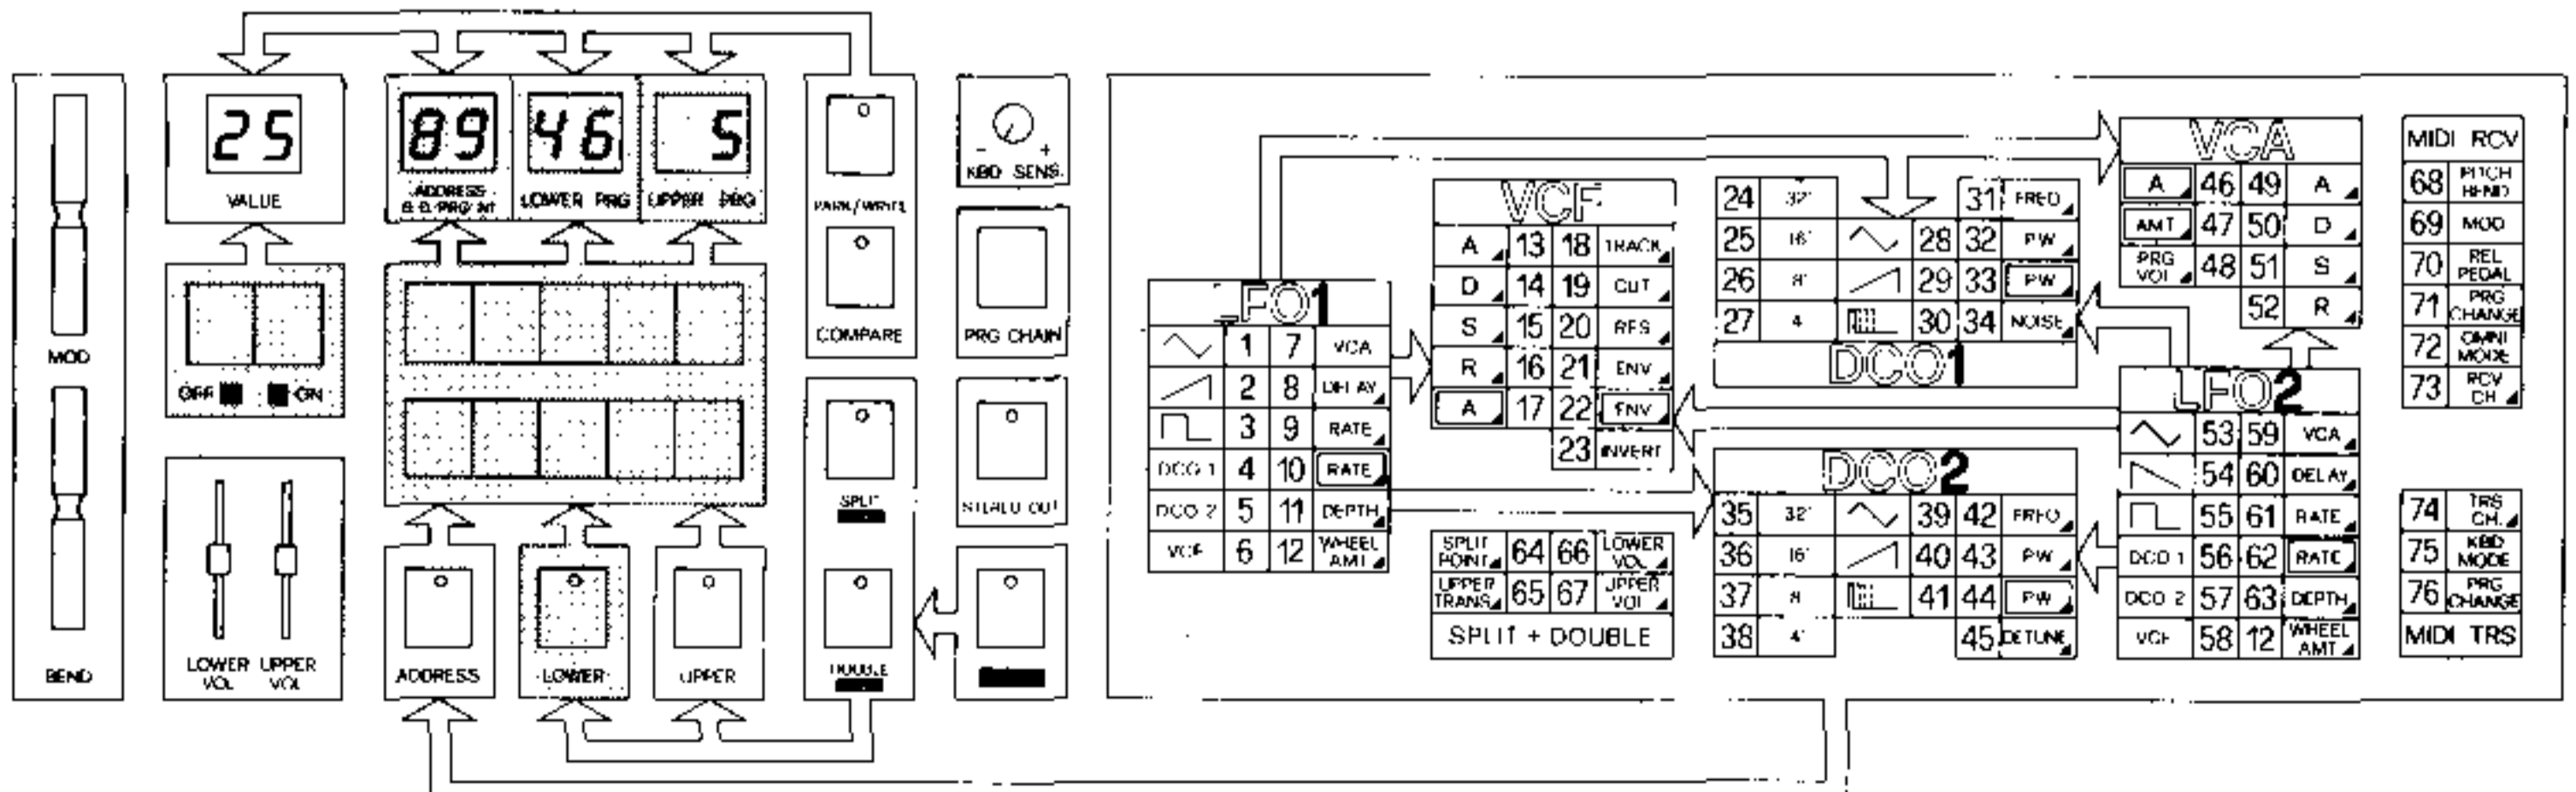 MOD
BEND
25
VALUE
OFF ON
LOWER VOL
UPPER VOL
89
ADDRESS
46
LOWER PRG
5
UPPER PRG
ADDRESS
LOWER
UPPER
PARK/WRITE
COMPARE
SPLIT
DOUBLE
- +
KBD SENS
PRG CHAIN
STEREO OUT
LFO1
1 7 VCA
2 8 DELAY
3 9 RATE
DCO 1 4 10 RATE
DCO 2 5 11 DEPTH
VCF 6 12 WHEEL AMT
VCF
A 13 18 TRACK
D 14 19 CUT
S 15 20 RES
R 16 21 ENV
A 17 22 ENV
23 INVERT
SPLIT POINT 64 66 LOWER VOL
UPPER TRANS 65 67 UPPER VOL
SPLIT + DOUBLE
24 32' 31 FREQ
25 16' 28 32 PW
26 8' 29 33 PW
27 4 30 34 NOISE
DCO1
DCO2
35 32' 39 42 FREQ
36 16' 40 43 PW
37 8 41 44 PW
38 4' 45 DETUNE
VCA
A 46 49 A
AMT 47 50 D
PRG VOL 48 51 S
52 R
LFO2
53 59 VCA
54 60 DELAY
55 61 RATE
DCO 1 56 62 RATE
DCO 2 57 63 DEPTH
VCF 58 12 WHEEL AMT
MIDI RCV
68 PITCH BEND
69 MOD
70 REL PEDAL
71 PRG CHANGE
72 OMNI MODE
73 RCV CH
74 TRS CH.
75 KBD MODE
76 PRG CHANGE
MIDI TRS